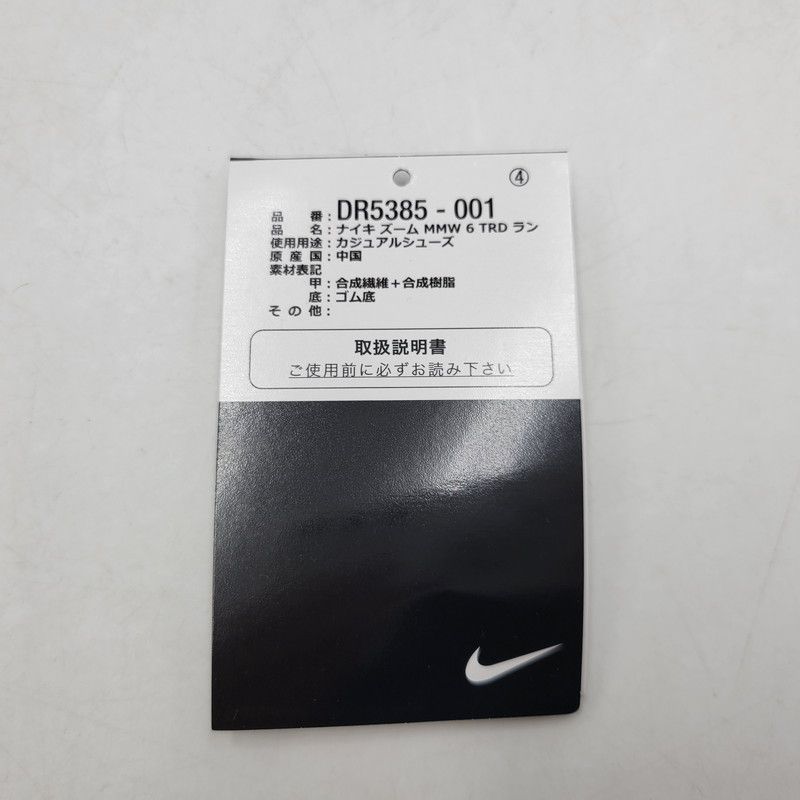 ④
品番:DR5385-001
品名:ナイキ ズーム MMW 6 TRD ラン
使用用途:カジュアルシューズ
原産国:中国
素材表記
甲:合成繊維+合成樹脂
底:ゴム底
その他:
取扱説明書
ご使用前に必ずお読み下さい